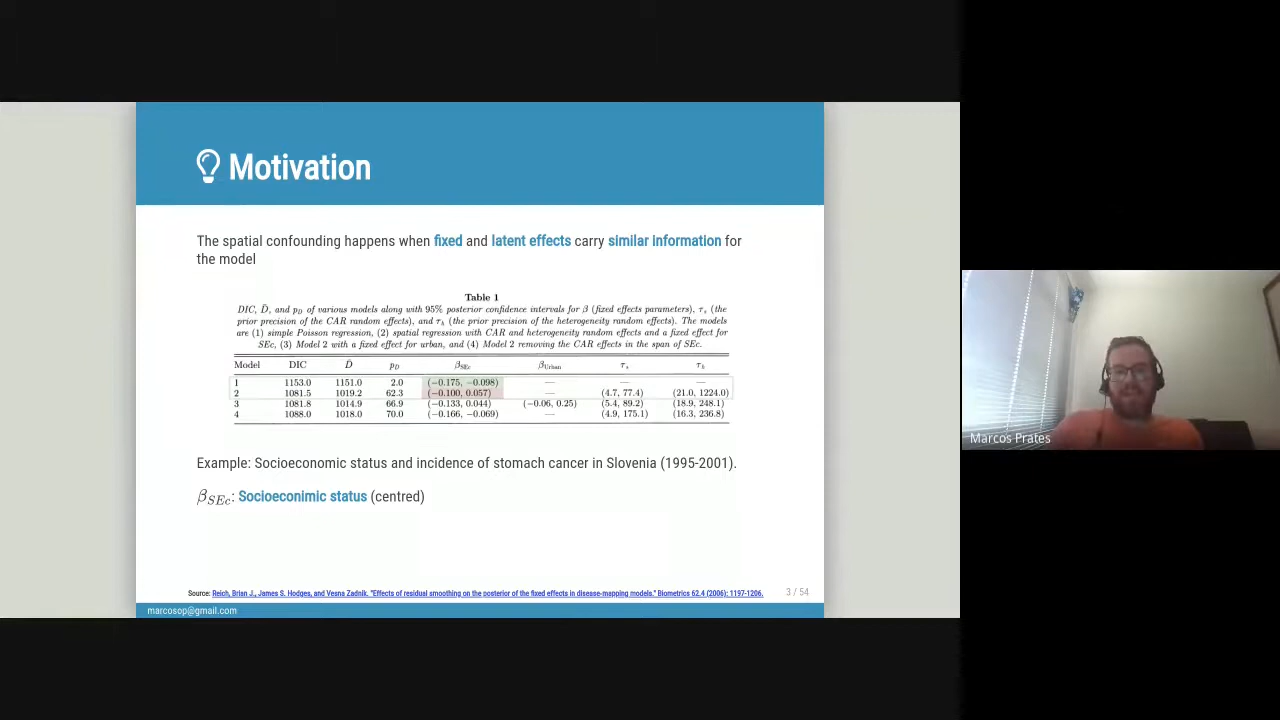 Motivation
The spatial confounding happens when fixed and latent effects carry similar information for
the model
Table 1
DIC, D̄, and pD of various models along with 95% posterior confidence intervals for β (fixed effects parameters), τs (the
prior precision of the CAR random effects), and τh (the prior precision of the heterogeneity random effects). The models
are (1) simple Poisson regression, (2) spatial regression with CAR and heterogeneity random effects and a fixed effect for
SEc, (3) Model 2 with a fixed effect for urban, and (4) Model 2 removing the CAR effects in the span of SEc.
Model DIC D̄ pD βSEc βUrban τs τh
1 1153.0 1151.0 2.0 (−0.175, −0.098) — — —
2 1081.5 1019.2 62.3 (−0.100, 0.057) — (4.7, 77.4) (21.0, 1224.0)
3 1081.8 1014.9 66.9 (−0.133, 0.044) (−0.06, 0.25) (5.4, 89.2) (18.9, 248.1)
4 1088.0 1018.0 70.0 (−0.166, −0.069) — (4.9, 175.1) (16.3, 236.8)
Example: Socioeconomic status and incidence of stomach cancer in Slovenia (1995-2001).
βSEc: Socioeconimic status (centred)
Source: Reich, Brian J., James S. Hodges, and Vesna Zadnik. "Effects of residual smoothing on the posterior of the fixed effects in disease-mapping models." Biometrics 62.4 (2006): 1197-1206.
3 / 54
marcosop@gmail.com
Marcos Prates